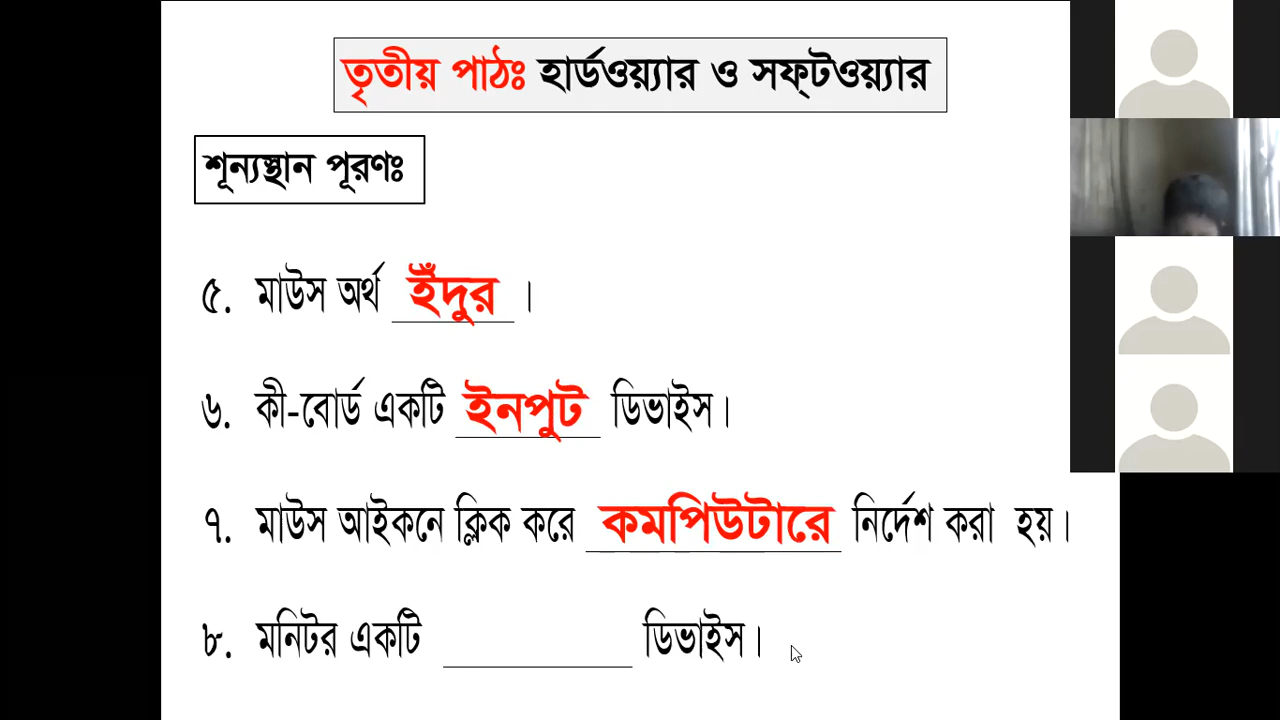 তৃতীয় পাঠঃ হার্ডওয়্যার ও সফ্‌টওয়্যার
শূন্যস্থান পূরণঃ
৫. মাউস অর্থ ইঁদুর ।
৬. কী-বোর্ড একটি ইনপুট ডিভাইস।
৭. মাউস আইকনে ক্লিক করে কমপিউটারে নির্দেশ করা হয়।
৮. মনিটর একটি ____________ ডিভাইস।